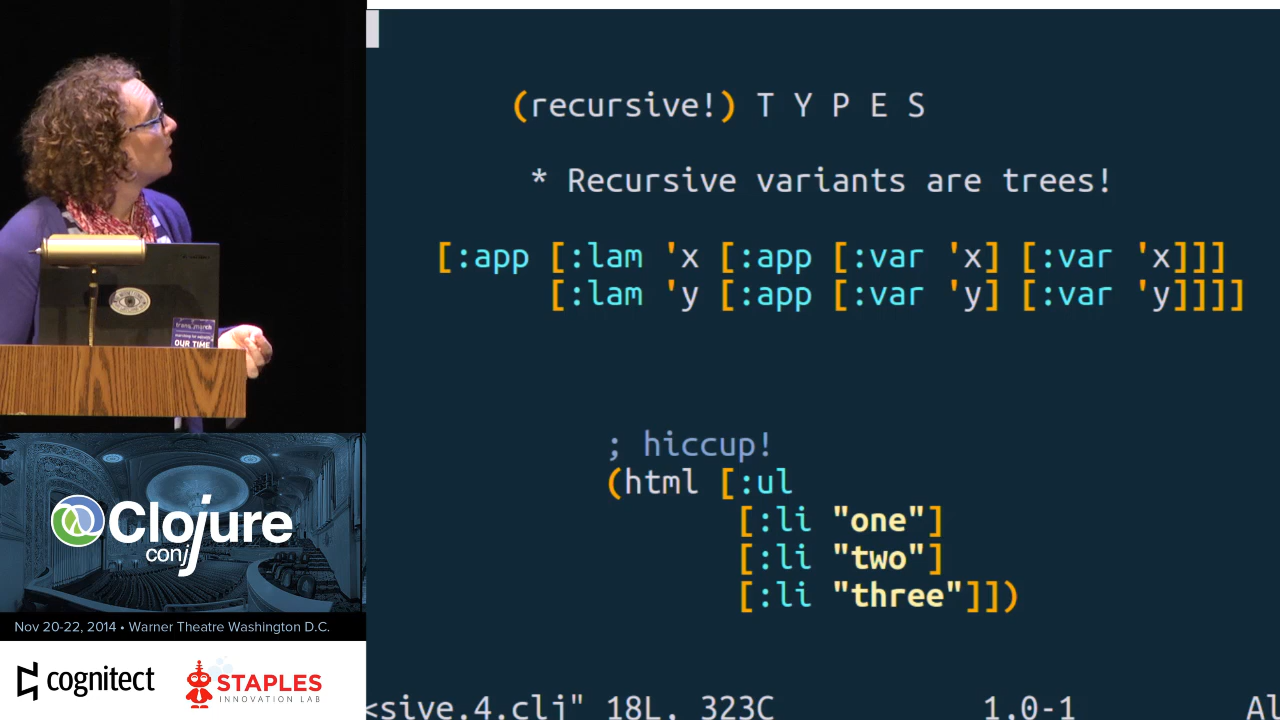 (recursive!) T Y P E S
* Recursive variants are trees!
[:app [:lam 'x [:app [:var 'x] [:var 'x]]]
[:lam 'y [:app [:var 'y] [:var 'y]]]]
; hiccup!
(html [:ul
[:li "one"]
[:li "two"]
[:li "three"]])
<sive.4.clj" 18L, 323C 1,0-1 Al
trans_march
OUR TIME
Clojure
conj
Nov 20-22, 2014 • Warner Theatre Washington D.C.
cognitect
STAPLES
INNOVATION LAB